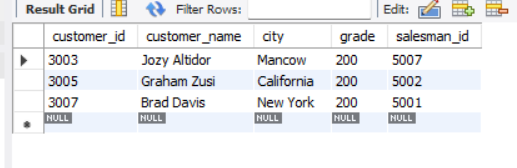 Result Grid Filter Rows: Edit:
customer_id customer_name city grade salesman_id
3003 Jozy Altidor Mancow 200 5007
3005 Graham Zusi California 200 5002
3007 Brad Davis New York 200 5001
NULL NULL NULL NULL NULL